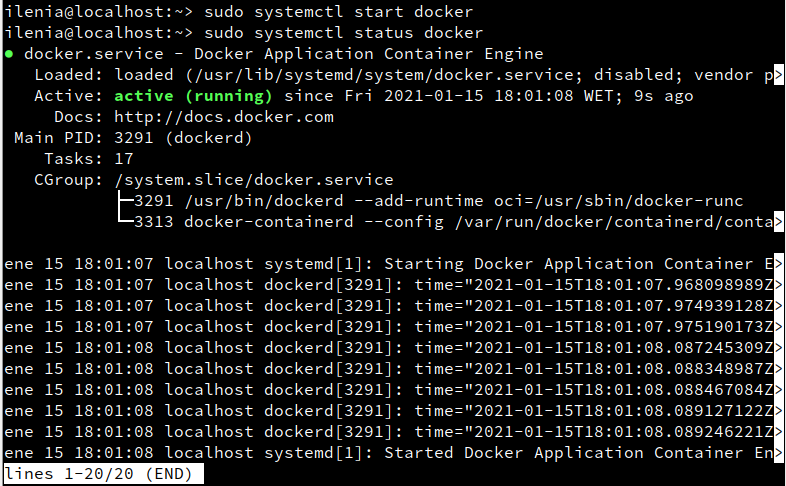 ilenia@localhost:~> sudo systemctl start docker
ilenia@localhost:~> sudo systemctl status docker
● docker.service - Docker Application Container Engine
   Loaded: loaded (/usr/lib/systemd/system/docker.service; disabled; vendor p>
   Active: active (running) since Fri 2021-01-15 18:01:08 WET; 9s ago
     Docs: http://docs.docker.com
 Main PID: 3291 (dockerd)
    Tasks: 17
   CGroup: /system.slice/docker.service
           ├─3291 /usr/bin/dockerd --add-runtime oci=/usr/sbin/docker-runc
           └─3313 docker-containerd --config /var/run/docker/containerd/conta>
ene 15 18:01:07 localhost systemd[1]: Starting Docker Application Container E>
ene 15 18:01:07 localhost dockerd[3291]: time="2021-01-15T18:01:07.968098989Z>
ene 15 18:01:07 localhost dockerd[3291]: time="2021-01-15T18:01:07.974939128Z>
ene 15 18:01:07 localhost dockerd[3291]: time="2021-01-15T18:01:07.975190173Z>
ene 15 18:01:08 localhost dockerd[3291]: time="2021-01-15T18:01:08.087245309Z>
ene 15 18:01:08 localhost dockerd[3291]: time="2021-01-15T18:01:08.088348987Z>
ene 15 18:01:08 localhost dockerd[3291]: time="2021-01-15T18:01:08.088467084Z>
ene 15 18:01:08 localhost dockerd[3291]: time="2021-01-15T18:01:08.089127122Z>
ene 15 18:01:08 localhost dockerd[3291]: time="2021-01-15T18:01:08.089246221Z>
ene 15 18:01:08 localhost systemd[1]: Started Docker Application Container En>
lines 1-20/20 (END)